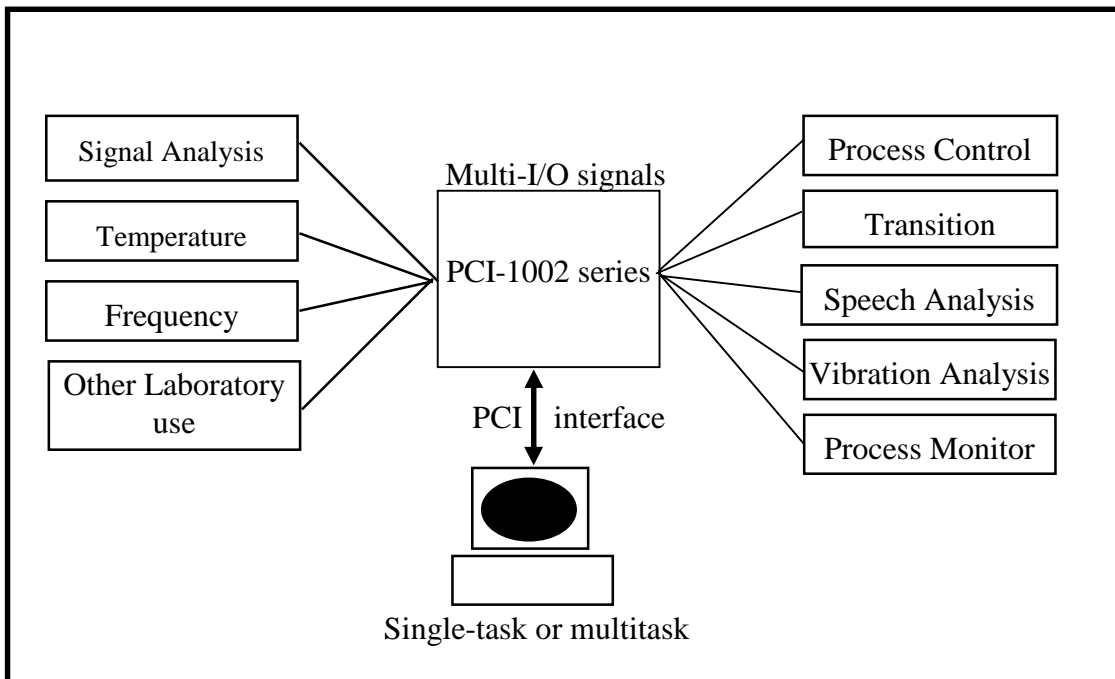 Signal Analysis
Temperature
Frequency
Other Laboratory
use
Multi-I/O signals
PCI-1002 series
PCI interface
Single-task or multitask
Process Control
Transition
Speech Analysis
Vibration Analysis
Process Monitor